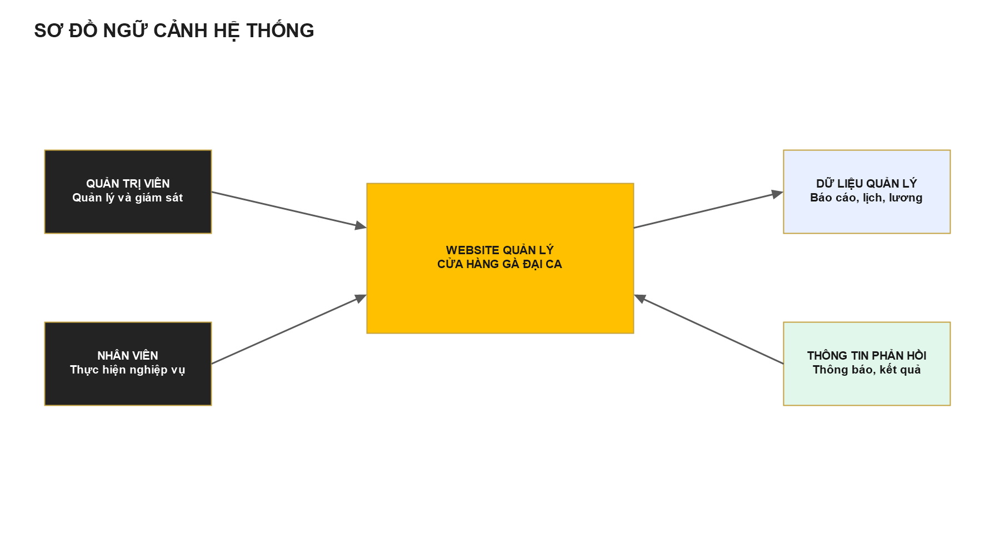 SƠ ĐỒ NGỮ CẢNH HỆ THỐNG
QUẢN TRỊ VIÊN
Quản lý và giám sát
DỮ LIỆU QUẢN LÝ
Báo cáo, lịch, lương
WEBSITE QUẢN LÝ
CỬA HÀNG GÀ ĐẠI CA
NHÂN VIÊN
Thực hiện nghiệp vụ
THÔNG TIN PHẢN HỒI
Thông báo, kết quả